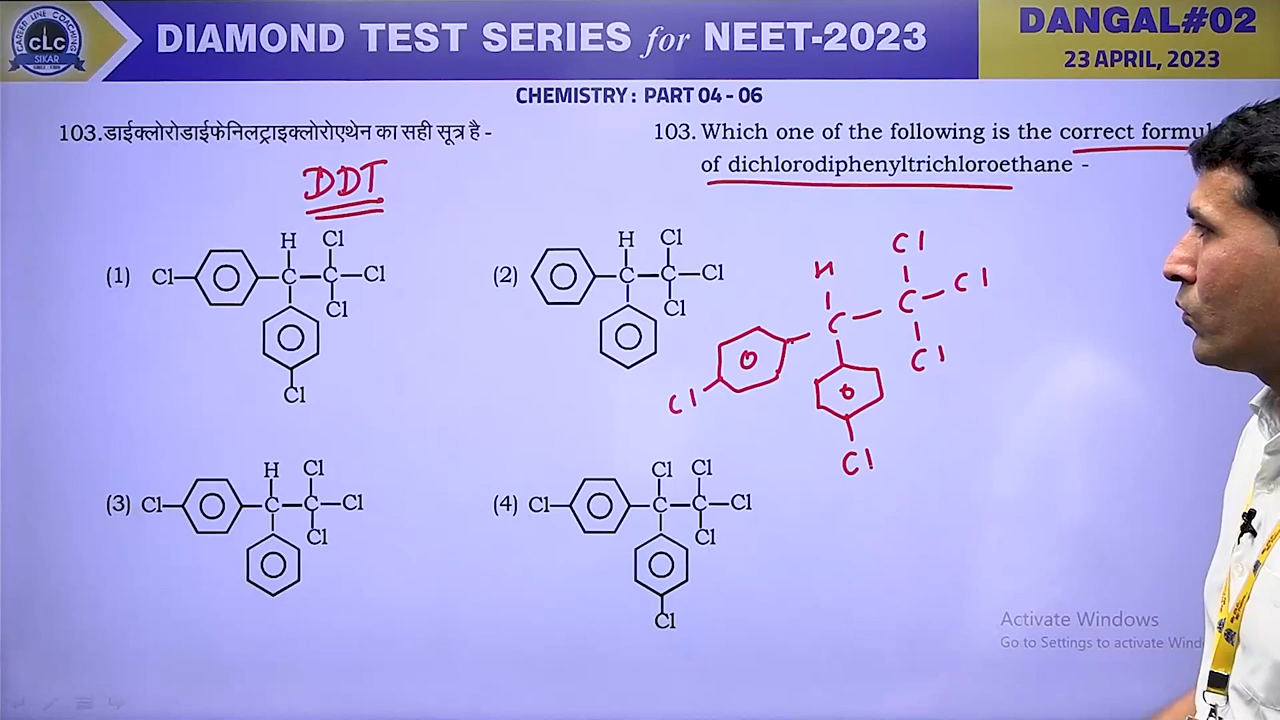 CAREER LINE COACHING
CLC
SIKAR
DIAMOND TEST SERIES for NEET-2023
DANGAL#02
23 APRIL, 2023
CHEMISTRY : PART 04 - 06
103.डाईक्लोरोडाईफेनिलट्राइक्लोरोएथेन का सही सूत्र है -
DDT
103. Which one of the following is the correct formul
of dichlorodiphenyltrichloroethane -
(1) Cl H C C Cl Cl Cl Cl
(2) H C C Cl Cl Cl
H C C Cl Cl Cl Cl Cl
(3) Cl H C C Cl Cl Cl
(4) Cl Cl C C Cl Cl Cl Cl
Activate Windows
Go to Settings to activate Wind